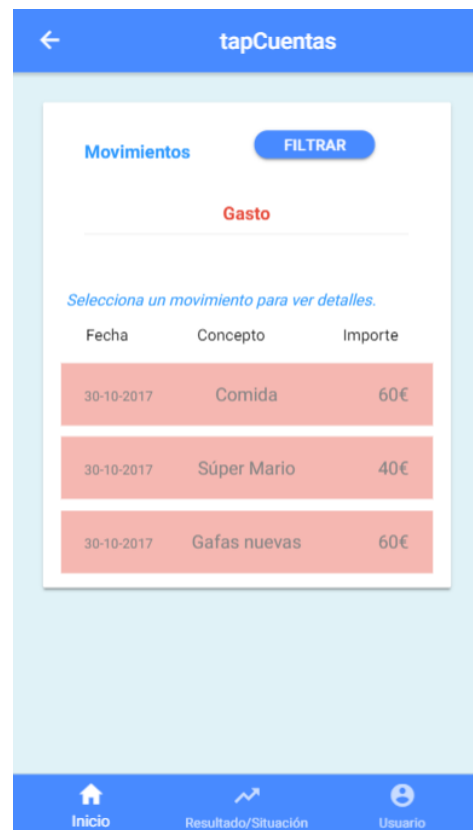 tapCuentas
Movimientos FILTRAR
Gasto
Selecciona un movimiento para ver detalles.
Fecha Concepto Importe
30-10-2017 Comida 60€
30-10-2017 Súper Mario 40€
30-10-2017 Gafas nuevas 60€
Inicio Resultado/Situación Usuario